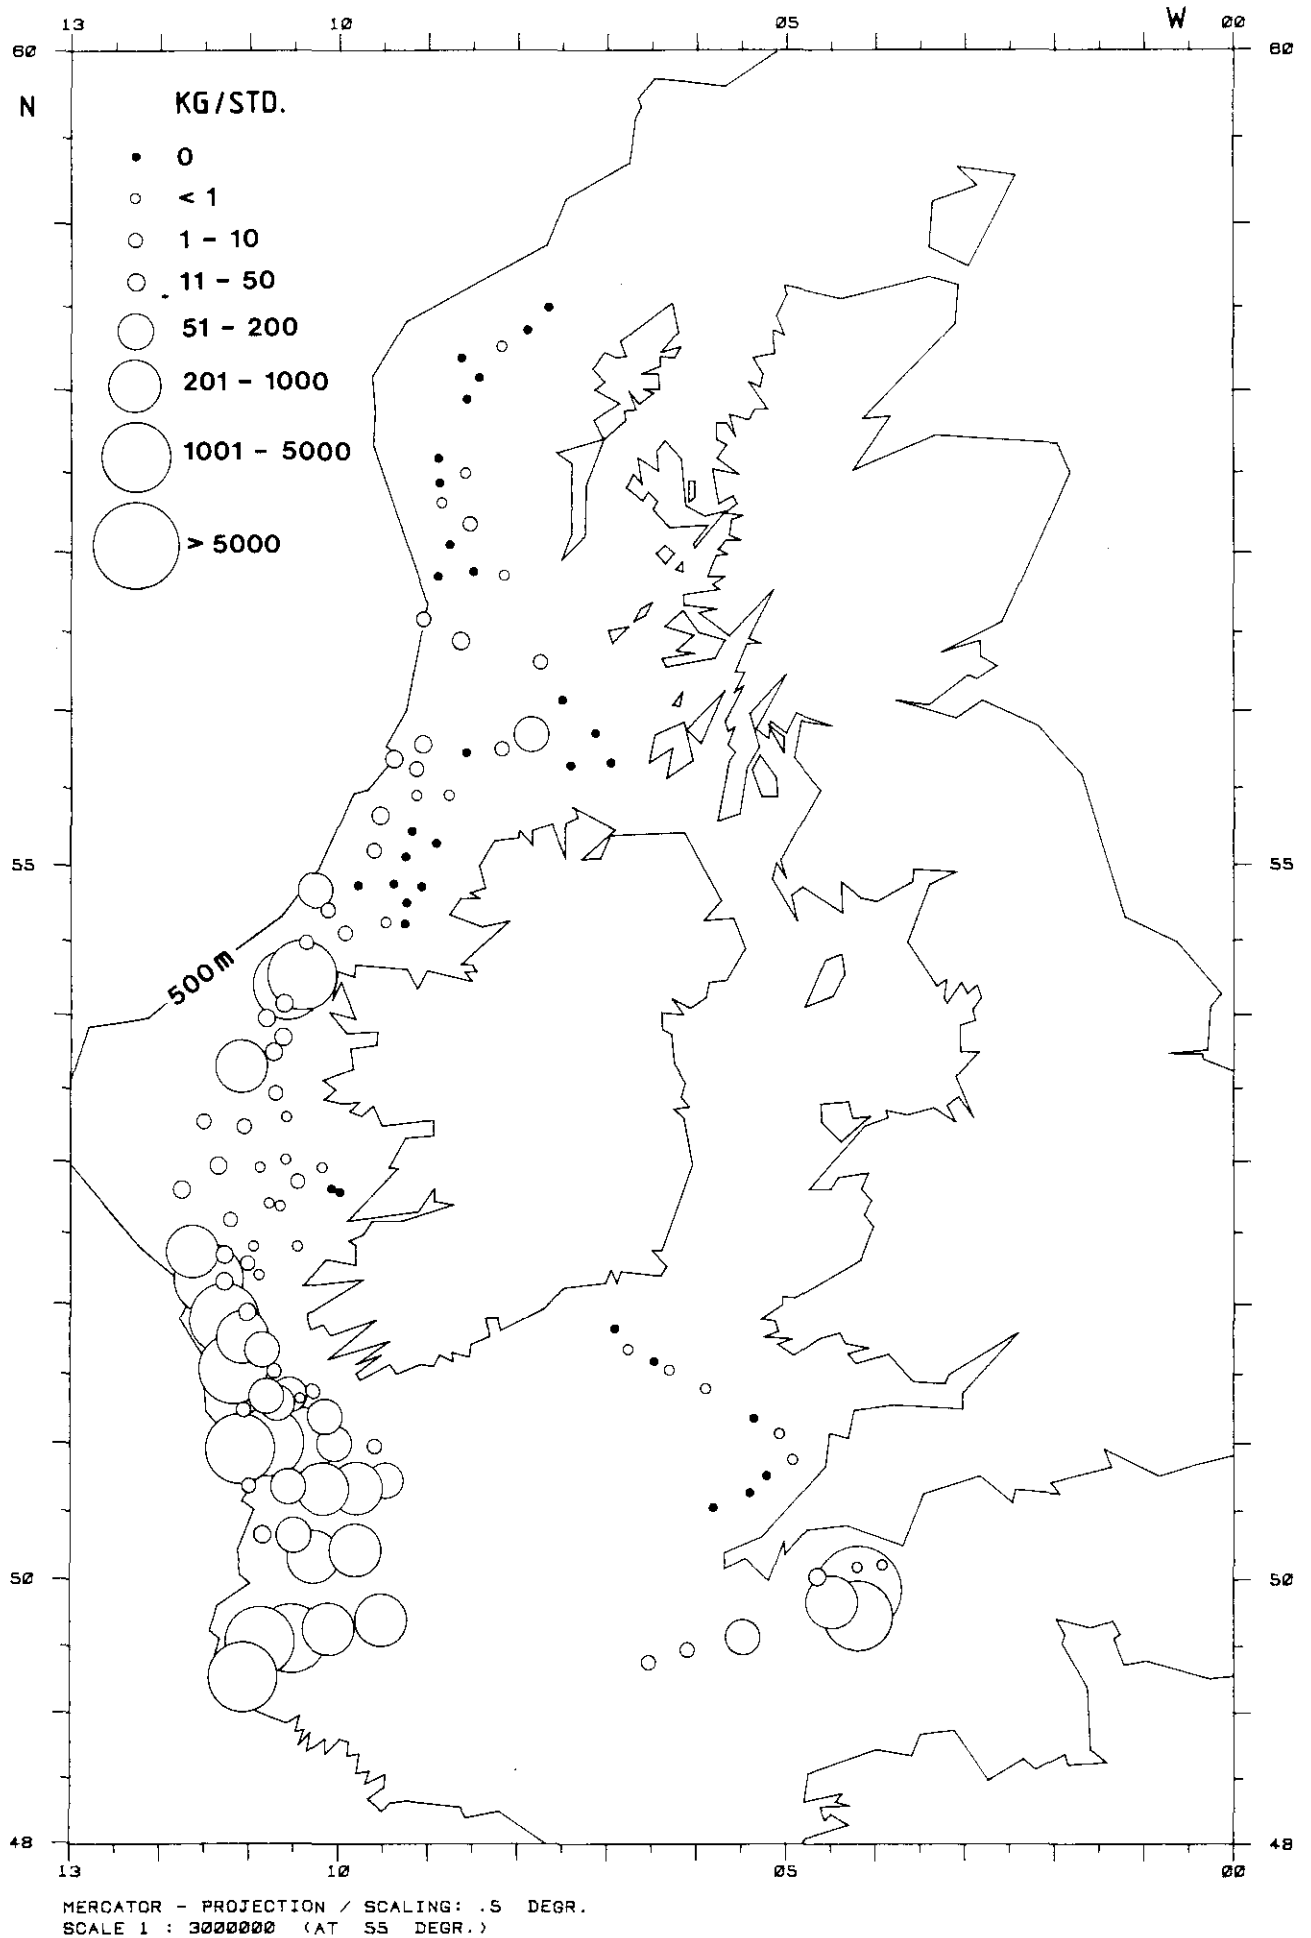 13 10 05 W 00
60 60
N
KG/STD.
0
< 1
1 - 10
11 - 50
51 - 200
201 - 1000
1001 - 5000
> 5000
55 55
500m
50 50
48 48
13 10 05 00
MERCATOR - PROJECTION / SCALING: .5 DEGR.
SCALE 1 : 3000000 (AT 55 DEGR.)